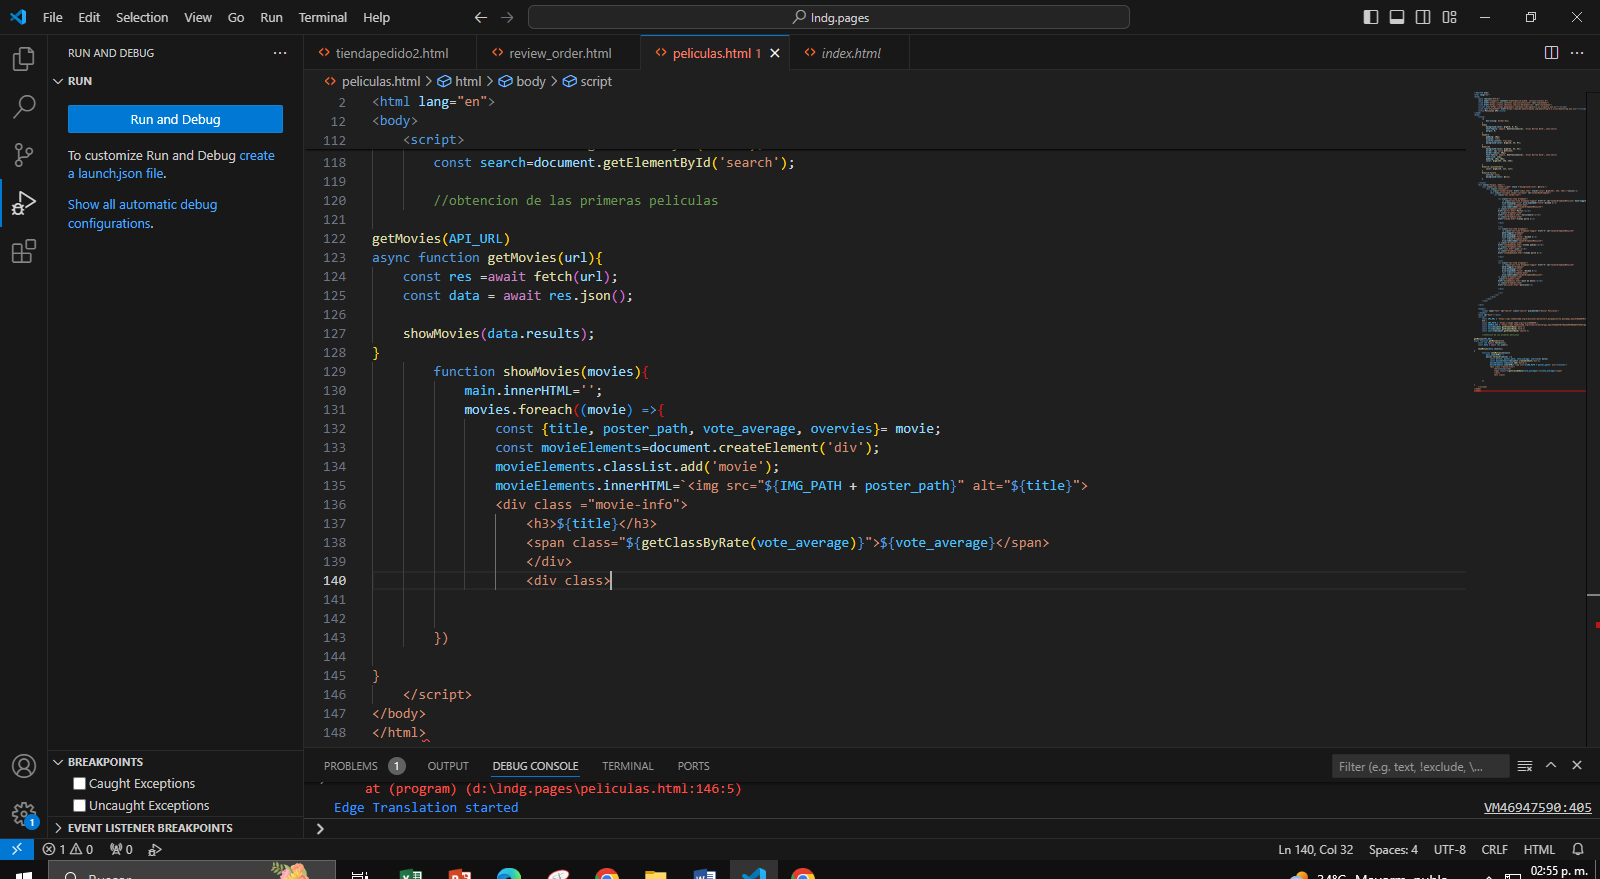 File Edit Selection View Go Run Terminal Help
lndg.pages
RUN AND DEBUG
RUN
Run and Debug
To customize Run and Debug create
a launch.json file.
Show all automatic debug
configurations.
BREAKPOINTS
Caught Exceptions
Uncaught Exceptions
EVENT LISTENER BREAKPOINTS
tiendapedido2.html review_order.html peliculas.html 1 index.html
peliculas.html > html > body > script
2 <html lang="en">
12 <body>
112 <script>
118 const search=document.getElementById('search');
119
120 //obtencion de las primeras peliculas
121
122 getMovies(API_URL)
123 async function getMovies(url){
124 const res =await fetch(url);
125 const data = await res.json();
126
127 showMovies(data.results);
128 }
129 function showMovies(movies){
130 main.innerHTML='';
131 movies.foreach((movie) =>{
132 const {title, poster_path, vote_average, overvies}= movie;
133 const movieElements=document.createElement('div');
134 movieElements.classList.add('movie');
135 movieElements.innerHTML=`<img src="${IMG_PATH + poster_path}" alt="${title}">
136 <div class ="movie-info">
137 <h3>${title}</h3>
138 <span class="${getClassByRate(vote_average)}">${vote_average}</span>
139 </div>
140 <div class>
141
142
143 })
144
145 }
146 </script>
147 </body>
148 </html>
PROBLEMS 1 OUTPUT DEBUG CONSOLE TERMINAL PORTS
Filter (e.g. text, !exclude, \...
at (program) (d:\lndg.pages\peliculas.html:146:5)
Edge Translation started
VM46947590:405
1 0 0
Ln 140, Col 32 Spaces: 4 UTF-8 CRLF HTML
1
02:55 p. m.